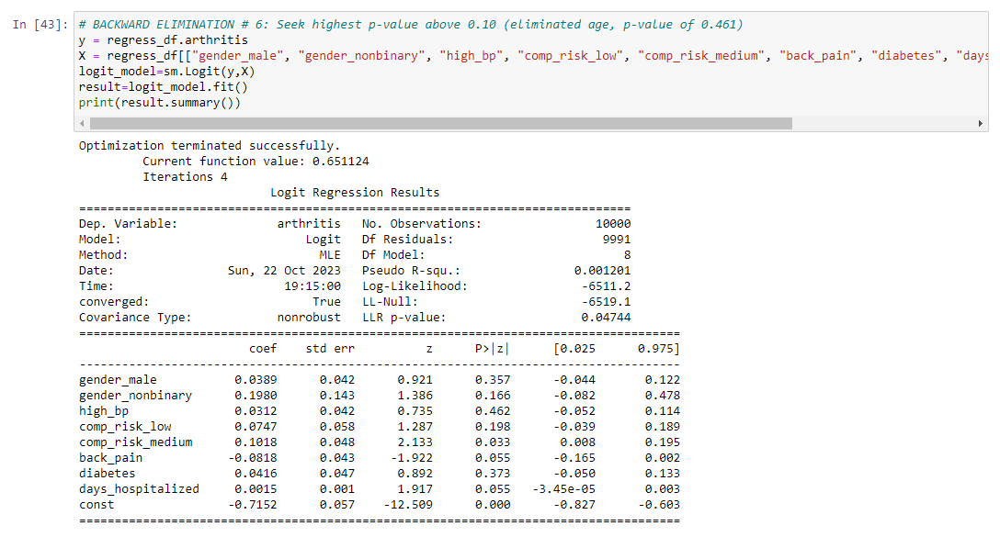 In [43]: # BACKWARD ELIMINATION # 6: Seek highest p-value above 0.10 (eliminated age, p-value of 0.461)
y = regress_df.arthritis
X = regress_df[["gender_male", "gender_nonbinary", "high_bp", "comp_risk_low", "comp_risk_medium", "back_pain", "diabetes", "days
logit_model=sm.Logit(y,X)
result=logit_model.fit()
print(result.summary())
Optimization terminated successfully.
Current function value: 0.651124
Iterations 4
Logit Regression Results
==============================================================================
Dep. Variable: arthritis No. Observations: 10000
Model: Logit Df Residuals: 9991
Method: MLE Df Model: 8
Date: Sun, 22 Oct 2023 Pseudo R-squ.: 0.001201
Time: 19:15:00 Log-Likelihood: -6511.2
converged: True LL-Null: -6519.1
Covariance Type: nonrobust LLR p-value: 0.04744
=====================================================================================
coef std err z P>|z| [0.025 0.975]
-------------------------------------------------------------------------------------
gender_male 0.0389 0.042 0.921 0.357 -0.044 0.122
gender_nonbinary 0.1980 0.143 1.386 0.166 -0.082 0.478
high_bp 0.0312 0.042 0.735 0.462 -0.052 0.114
comp_risk_low 0.0747 0.058 1.287 0.198 -0.039 0.189
comp_risk_medium 0.1018 0.048 2.133 0.033 0.008 0.195
back_pain -0.0818 0.043 -1.922 0.055 -0.165 0.002
diabetes 0.0416 0.047 0.892 0.373 -0.050 0.133
days_hospitalized 0.0015 0.001 1.917 0.055 -3.45e-05 0.003
const -0.7152 0.057 -12.509 0.000 -0.827 -0.603
=====================================================================================